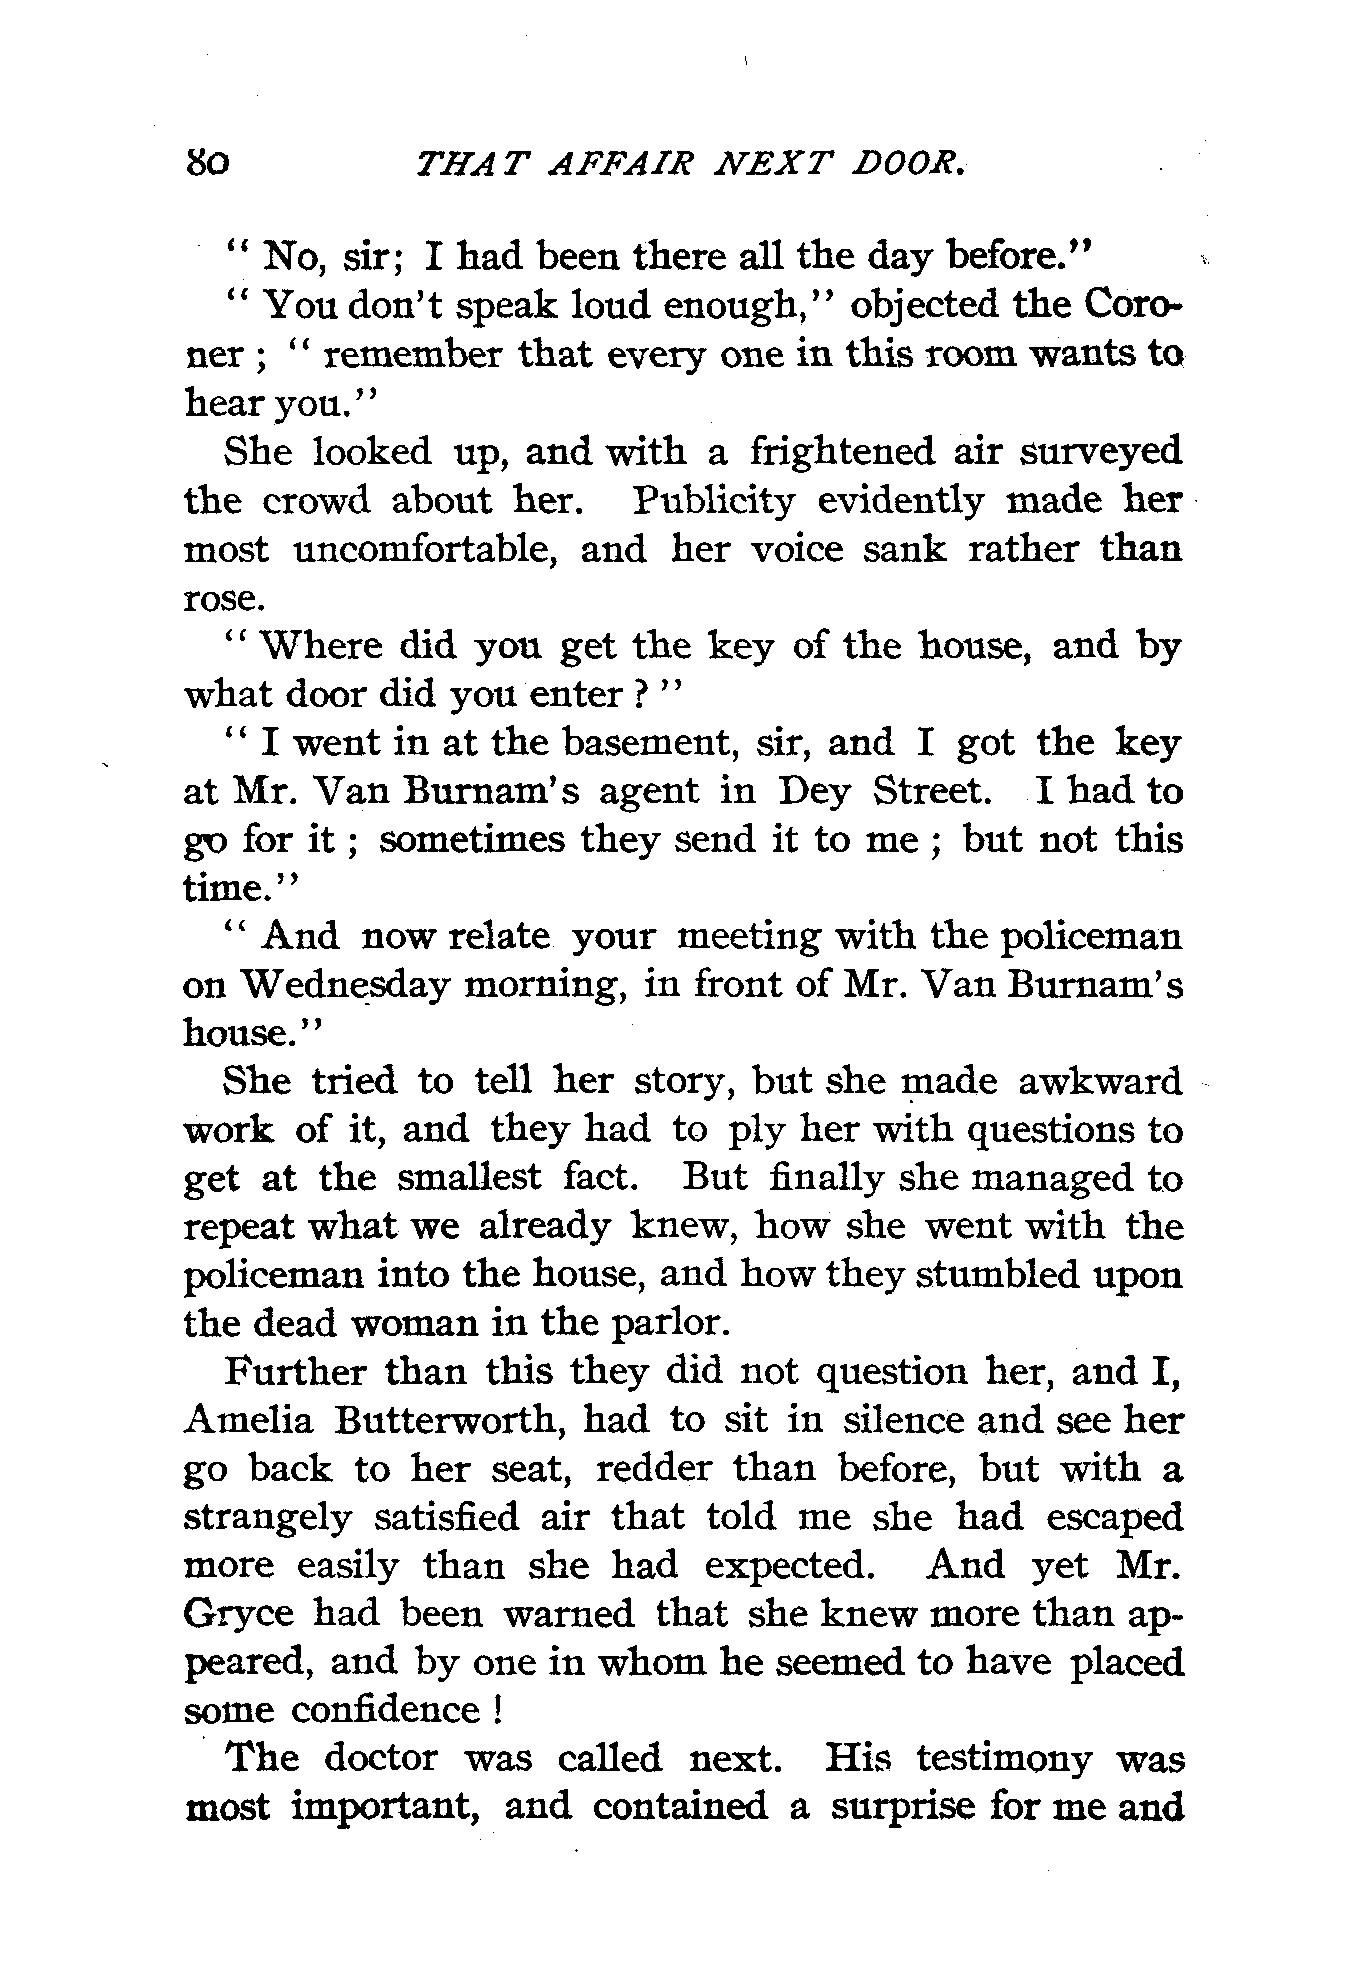 80 THAT AFFAIR NEXT DOOR.
" No, sir; I had been there all the day before."
" You don't speak loud enough," objected the Coro-
ner ; " remember that every one in this room wants to
hear you."
She looked up, and with a frightened air surveyed
the crowd about her. Publicity evidently made her
most uncomfortable, and her voice sank rather than
rose.
" Where did you get the key of the house, and by
what door did you enter ? "
" I went in at the basement, sir, and I got the key
at Mr. Van Burnam's agent in Dey Street. I had to
go for it ; sometimes they send it to me ; but not this
time."
" And now relate your meeting with the policeman
on Wednesday morning, in front of Mr. Van Burnam's
house."
She tried to tell her story, but she made awkward
work of it, and they had to ply her with questions to
get at the smallest fact. But finally she managed to
repeat what we already knew, how she went with the
policeman into the house, and how they stumbled upon
the dead woman in the parlor.
Further than this they did not question her, and I,
Amelia Butterworth, had to sit in silence and see her
go back to her seat, redder than before, but with a
strangely satisfied air that told me she had escaped
more easily than she had expected. And yet Mr.
Gryce had been warned that she knew more than ap-
peared, and by one in whom he seemed to have placed
some confidence !
The doctor was called next. His testimony was
most important, and contained a surprise for me and